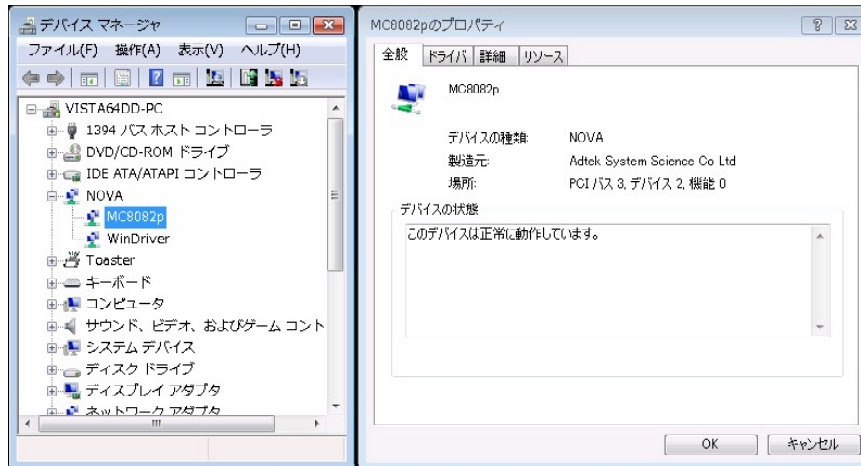 デバイス マネージャ
ファイル(F) 操作(A) 表示(V) ヘルプ(H)
VISTA64DD-PC
1394 バス ホスト コントローラ
DVD/CD-ROM ドライブ
IDE ATA/ATAPI コントローラ
NOVA
MC8082p
WinDriver
Toaster
キーボード
コンピュータ
サウンド、ビデオ、およびゲーム コント
システム デバイス
ディスク ドライブ
ディスプレイ アダプタ
ネットワーク アダプタ
MC8082pのプロパティ
全般 ドライバ 詳細 リソース
MC8082p
デバイスの種類: NOVA
製造元: Adtek System Science Co Ltd
場所: PCI バス 3, デバイス 2, 機能 0
デバイスの状態
このデバイスは正常に動作しています。
OK キャンセル